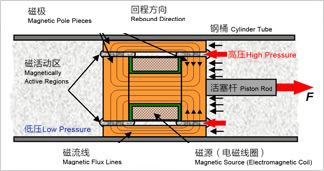 磁极
Magnetic Pole Pieces
回程方向
Rebound Direction
钢桶 Cylinder Tube
高压High Pressure
磁活动区
Magnetically
Active Regions
活塞杆 Piston Rod
F
低压Low Pressure
磁流线
Magnetic Flux Lines
磁源（电磁线圈）
Magnetic Source (Electromagnetic Coil)